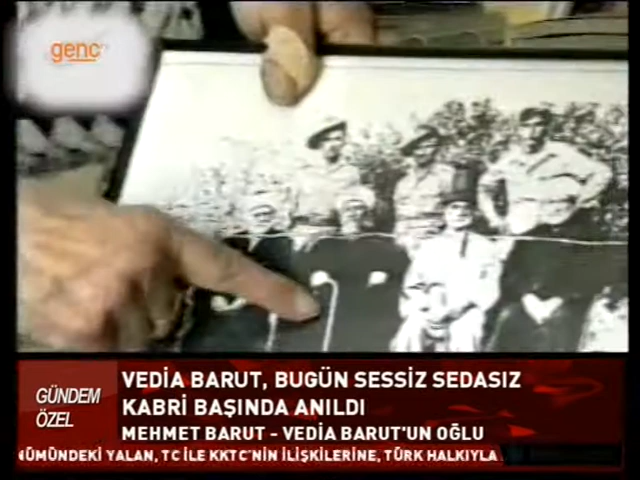 genç
GÜNDEM
ÖZEL
VEDİA BARUT, BUGÜN SESSİZ SEDASIZ
KABRİ BAŞINDA ANILDI
MEHMET BARUT - VEDİA BARUT'UN OĞLU
NÜMÜNDEKİ YALAN, TC İLE KKTC'NİN İLİŞKİLERİNE, TÜRK HALKIYLA